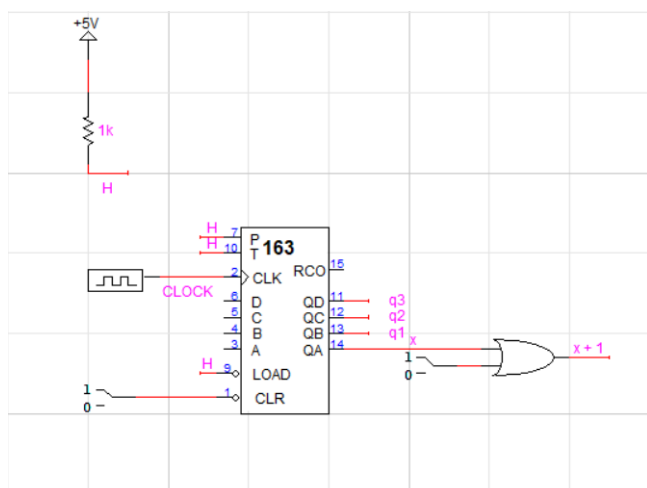 +5V
1k
H
H 7 P 163
H 10 T
2 CLK RCO 15
CLOCK
6 D QD 11 q3
5 C QC 12 q2
4 B QB 13 q1
3 A QA 14 x
x + 1
1
0
H 9 LOAD
1 1 CLR
0